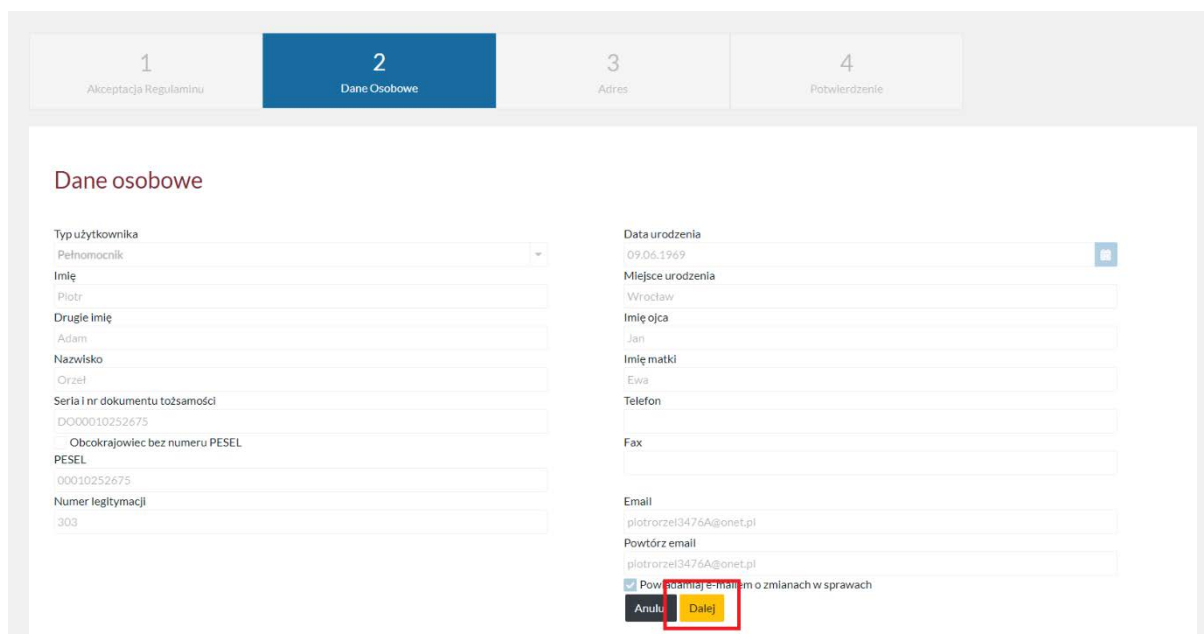 1
Akceptacja Regulaminu
2
Dane Osobowe
3
Adres
4
Potwierdzenie
Dane osobowe
Typ użytkownika
Pełnomocnik
Imię
Piotr
Drugie imię
Adam
Nazwisko
Orzeł
Seria i nr dokumentu tożsamości
DO00010252675
Obcokrajowiec bez numeru PESEL
PESEL
00010252675
Numer legitymacji
303
Data urodzenia
09.06.1969
Miejsce urodzenia
Wrocław
Imię ojca
Jan
Imię matki
Ewa
Telefon
Fax
Email
piotrorzel3476A@onet.pl
Powtórz email
piotrorzel3476A@onet.pl
Powiadamiaj e-mailem o zmianach w sprawach
Anuluj Dalej